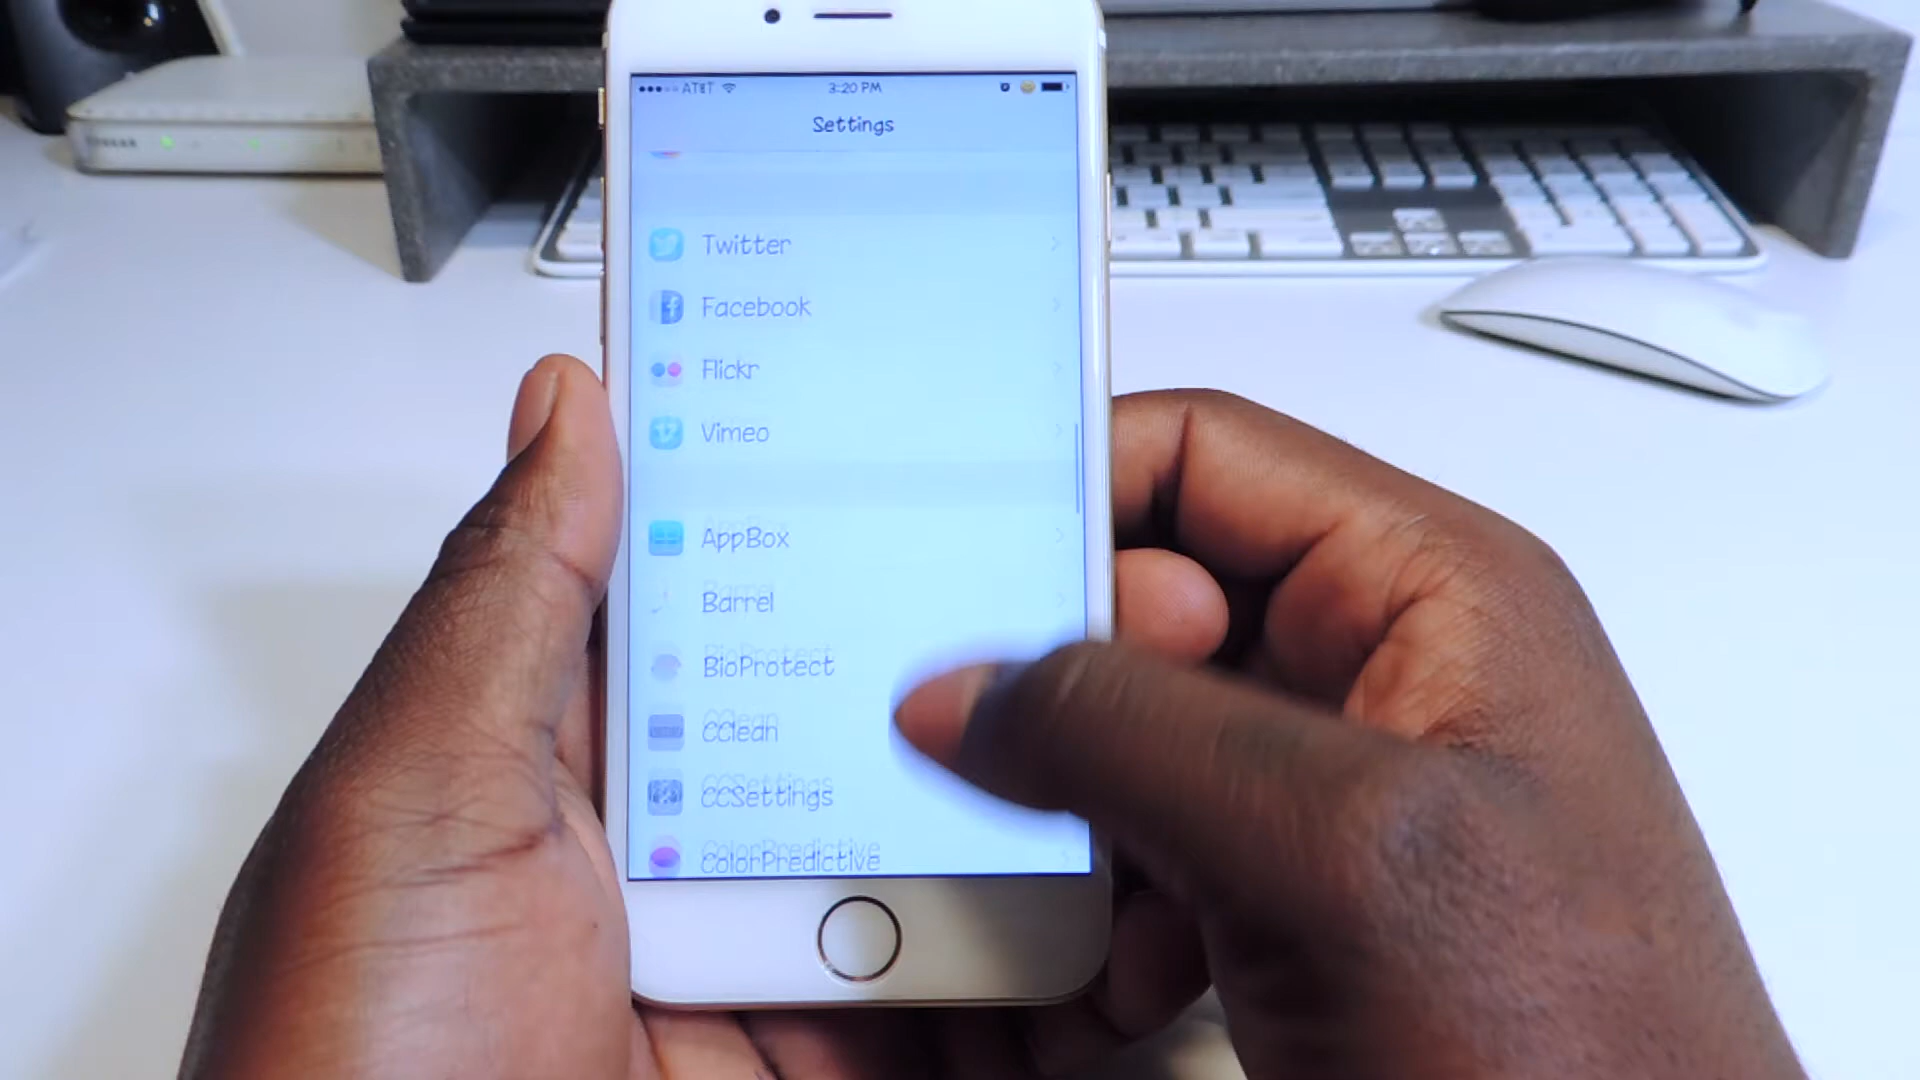 AT&T 3:20 PM
Settings
Twitter
Facebook
Flickr
Vimeo
AppBox
Barrel
BioProtect
CClean
CCSettings
ColorPredictive